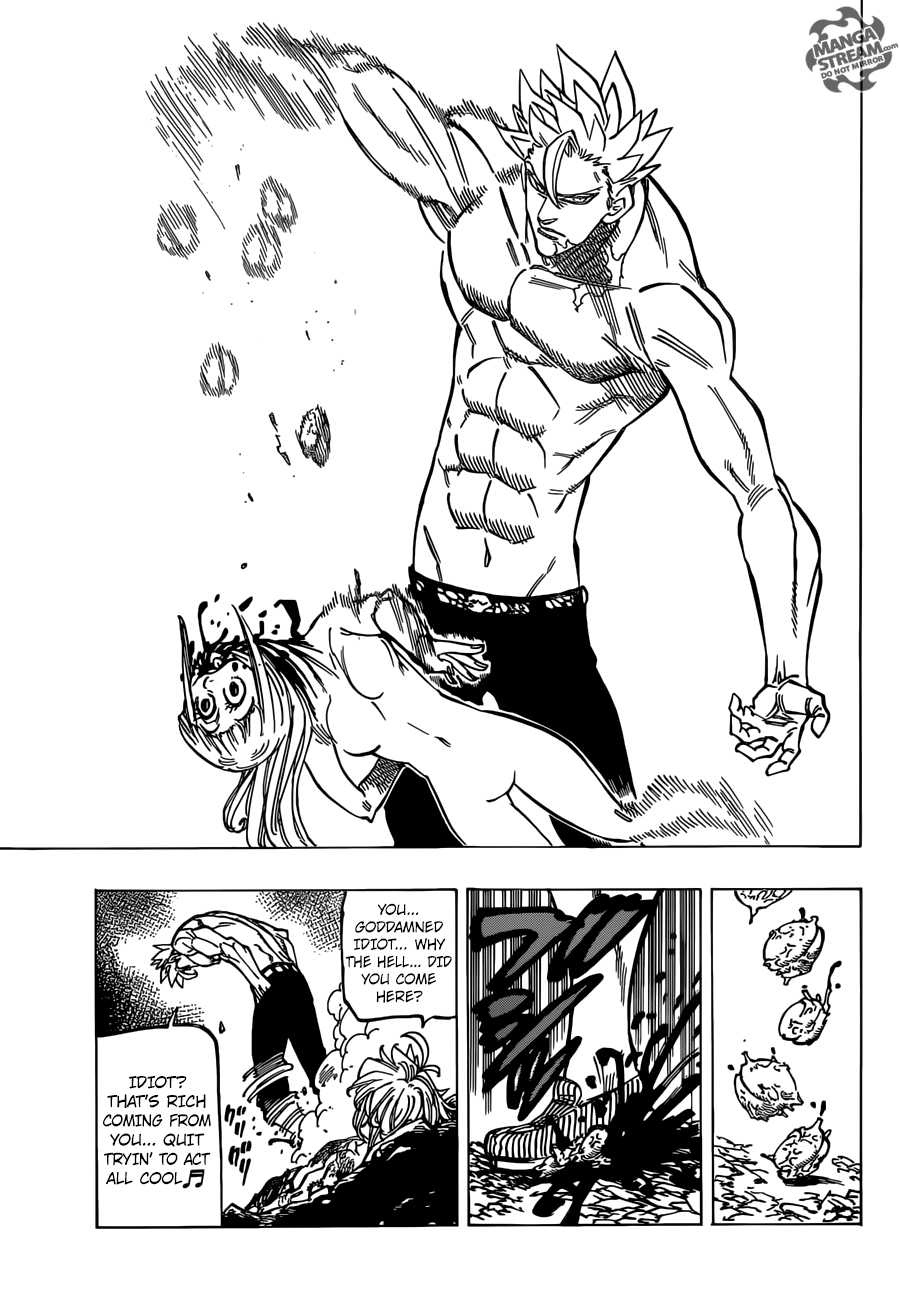 MANGA
STREAM.com
DO NOT MIRROR
YOU...
GODDAMNED
IDIOT... WHY
THE HELL... DID
YOU COME
HERE?
IDIOT?
THAT'S RICH
COMING FROM
YOU... QUIT
TRYIN' TO ACT
ALL COOL♫